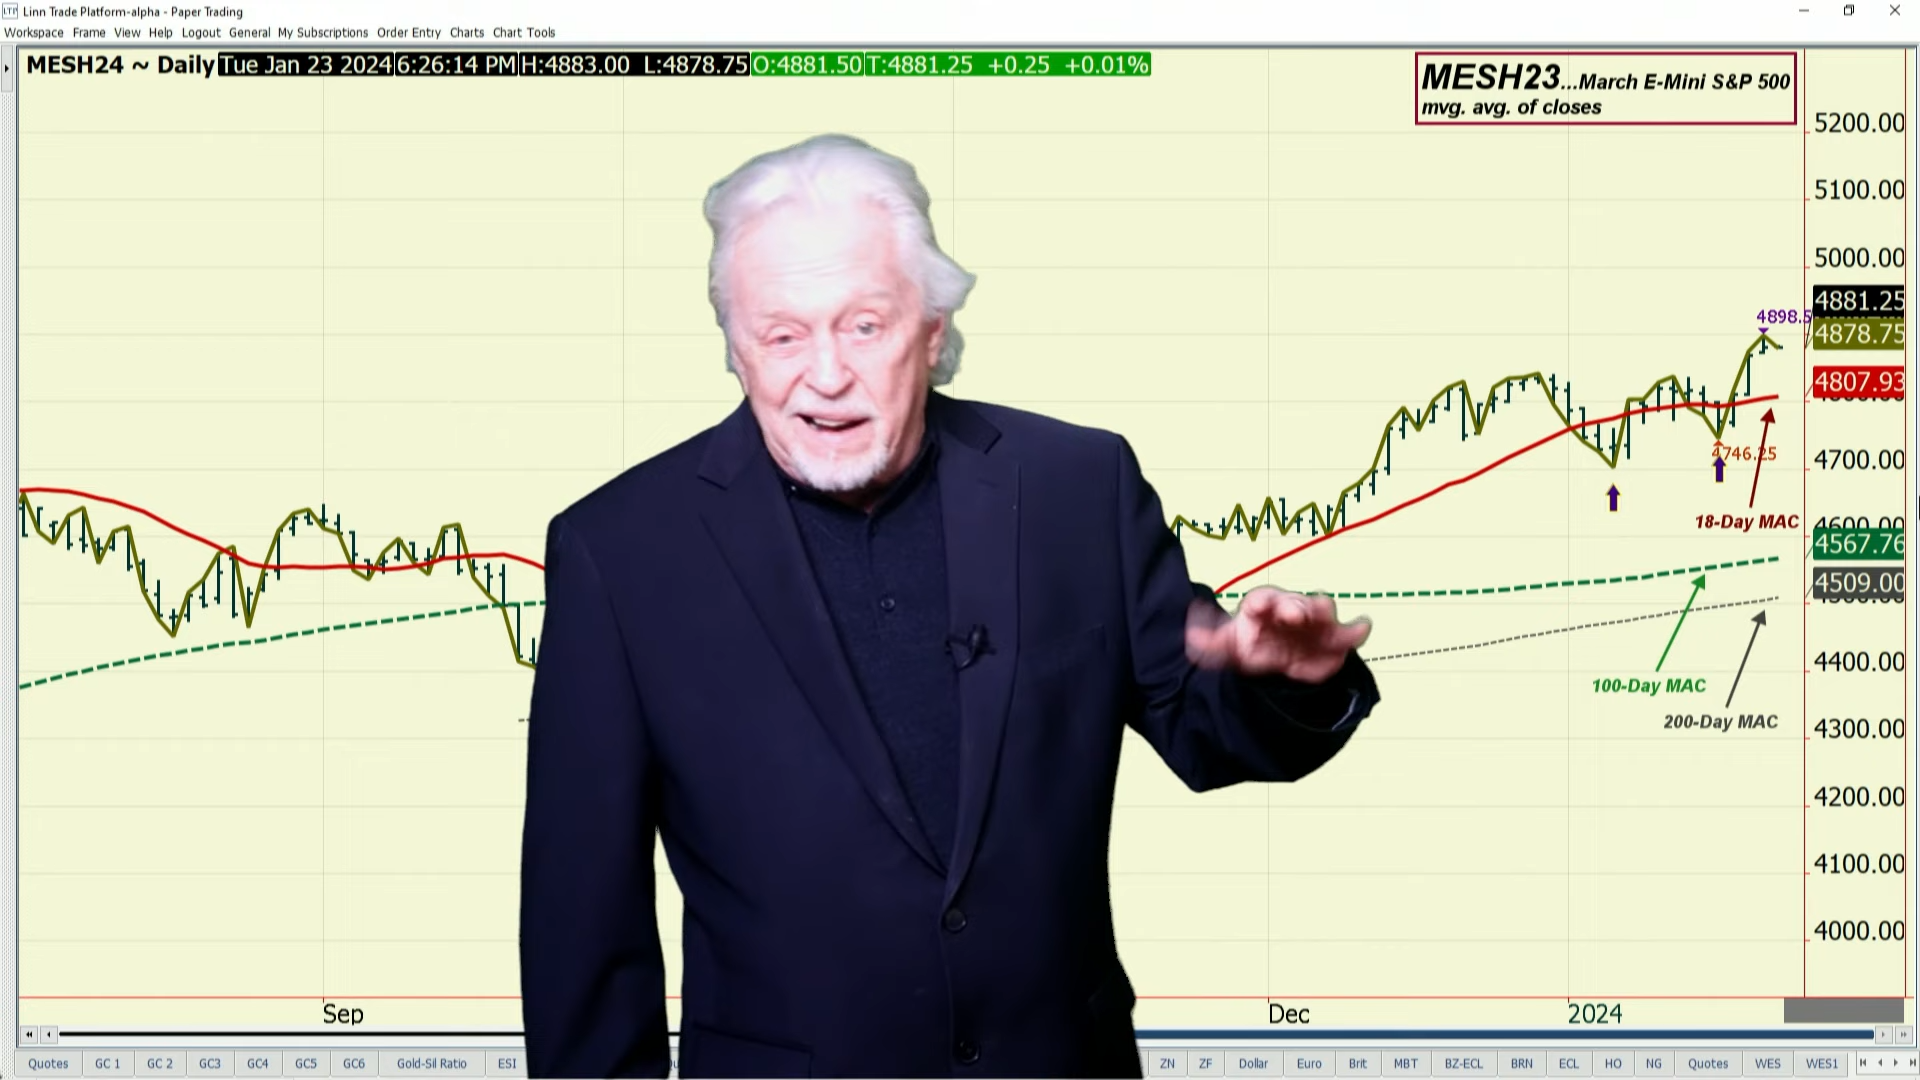 Linn Trade Platform-alpha - Paper Trading
Workspace Frame View Help Logout General My Subscriptions Order Entry Charts Chart Tools
MESH24 ~ Daily Tue Jan 23 2024 6:26:14 PM H:4883.00 L:4878.75 O:4881.50 T:4881.25 +0.25 +0.01%
MESH23...March E-Mini S&P 500
mvg. avg. of closes
5200.00
5100.00
5000.00
4881.25
4898.5
4878.75
4807.93
4746.25
4700.00
18-Day MAC
4600.00
4567.76
4509.00
4400.00
100-Day MAC
200-Day MAC
4300.00
4200.00
4100.00
4000.00
Sep Dec 2024
Quotes GC 1 GC 2 GC3 GC4 GC5 GC6 Gold-Sil Ratio ESI ZN ZF Dollar Euro Brit MBT BZ-ECL BRN ECL HO NG Quotes WES WES1